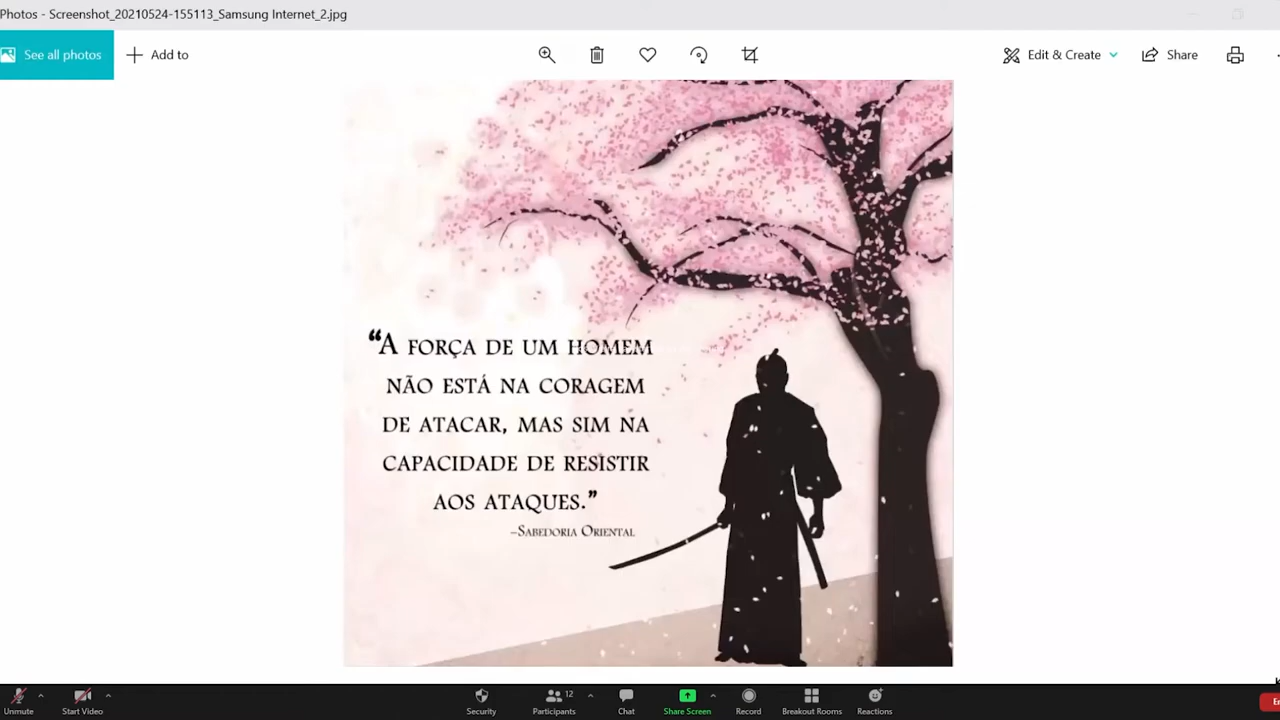 Photos - Screenshot_20210524-155113_Samsung Internet_2.jpg
See all photos
Add to
Edit & Create
Share
“A FORÇA DE UM HOMEM
NÃO ESTÁ NA CORAGEM
DE ATACAR, MAS SIM NA
CAPACIDADE DE RESISTIR
AOS ATAQUES.”
–SABEDORIA ORIENTAL
Unmute
Start Video
Security
12
Participants
Chat
Share Screen
Record
Breakout Rooms
Reactions